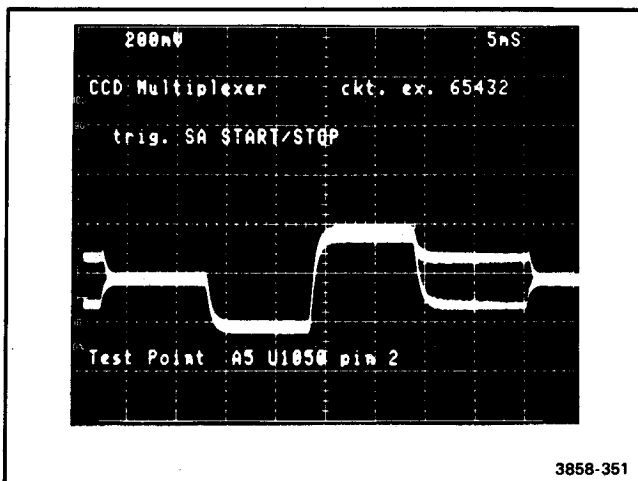 200mV 5mS
CCD Multiplexer ckt. ex. 65432
trig. SA START/STOP
Test Point A5 U1050 pin 2
3858-351